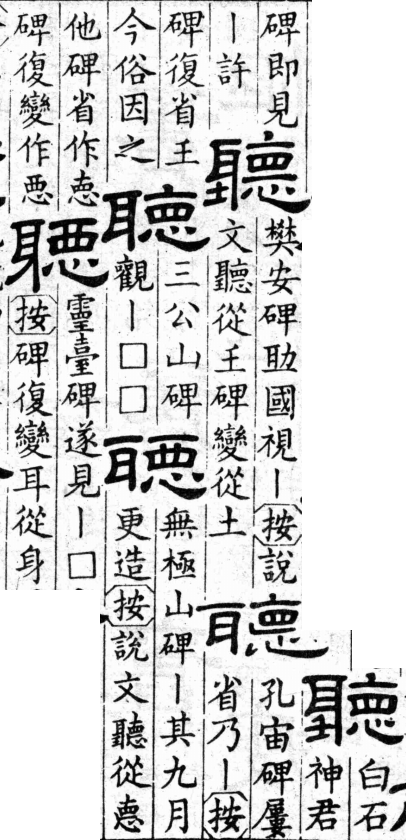 聽
白石
神君
碑即見
丨許
聽
樊安碑助國視丨按說
文聽從𡈼碑變從土
聽
孔宙碑屢
省乃丨按
碑復省王
今俗因之
聽
三公山碑
觀丨□□
聽
無極山碑丨其九月
更造按說文聽從悳
他碑省作
碑復變作
聽
靈臺碑遂見丨□
按碑復變耳從身